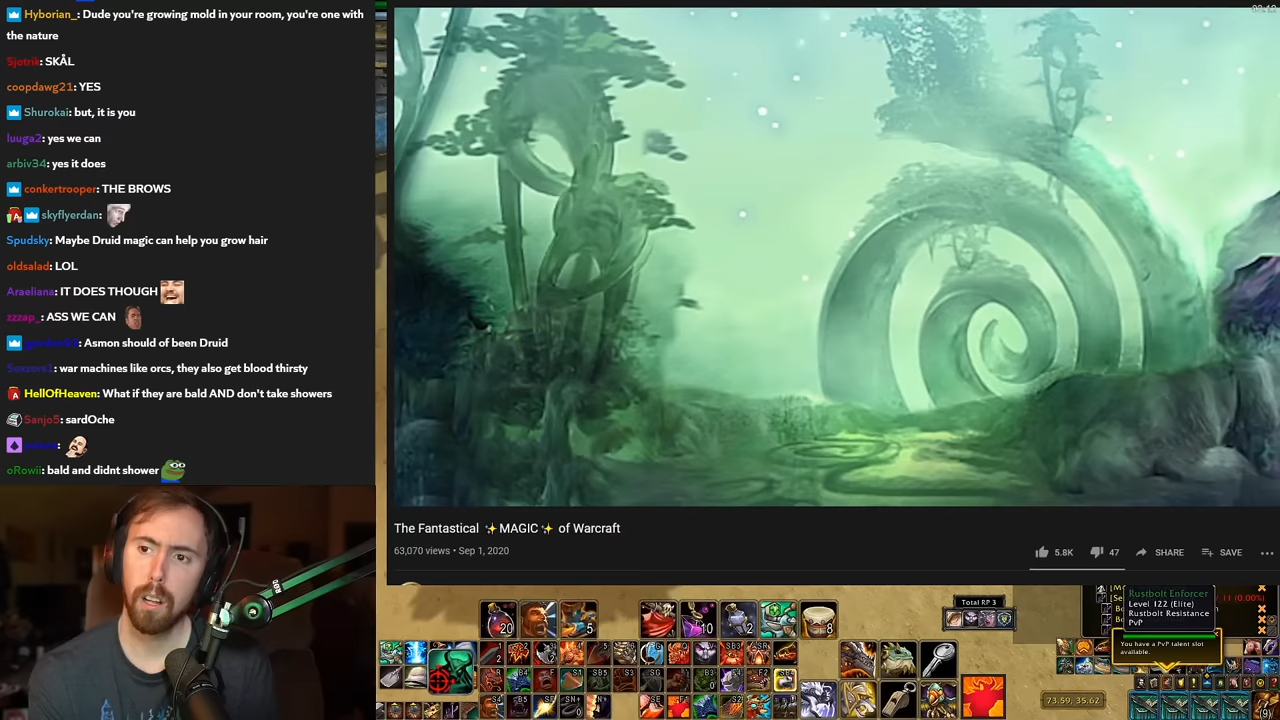 Hyborian_: Dude you're growing mold in your room, you're one with
the nature
Sjotrik: SKÅL
coopdawg21: YES
Shurokai: but, it is you
luuga2: yes we can
arbiv34: yes it does
conkertrooper: THE BROWS
skyflyerdan:
Spudsky: Maybe Druid magic can help you grow hair
oldsalad: LOL
Araeliana: IT DOES THOUGH
zzzap_: ASS WE CAN
Asmon should of been Druid
war machines like orcs, they also get blood thirsty
HellOfHeaven: What if they are bald AND don't take showers
Sanjo5: sardOche
oRowii: bald and didnt shower
The Fantastical ✨MAGIC✨ of Warcraft
63,070 views • Sep 1, 2020
5.8K
47
SHARE
SAVE
Total RP 3
Rustbolt Enforcer
Level 122 (Elite)
Rustbolt Resistance
PvP
You have a PvP talent slot
available.
20
5
10
2
8
73.59, 35.62
(9)